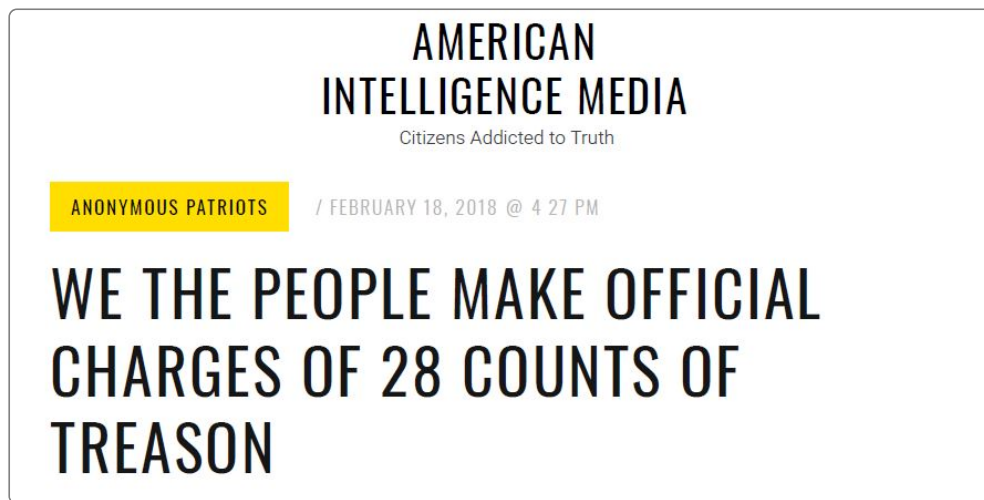 AMERICAN
INTELLIGENCE MEDIA
Citizens Addicted to Truth
ANONYMOUS PATRIOTS / FEBRUARY 18, 2018 @ 4 27 PM
WE THE PEOPLE MAKE OFFICIAL
CHARGES OF 28 COUNTS OF
TREASON